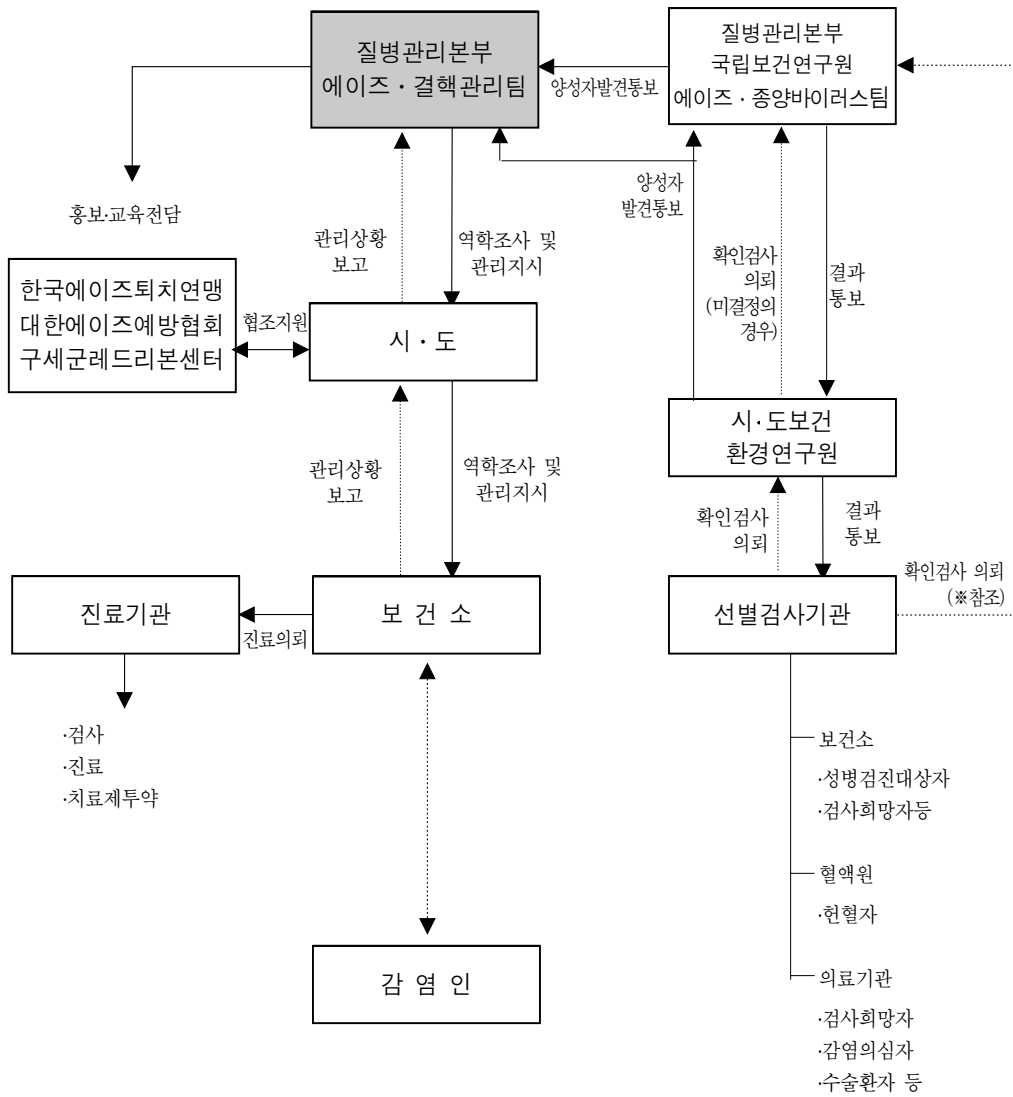 질병관리본부
에이즈·결핵관리팀
양성자발견통보
질병관리본부
국립보건연구원
에이즈·종양바이러스팀
홍보·교육전담
관리상황
보고
역학조사 및
관리지시
양성자
발견통보
확인검사
의뢰
(미결정의
경우)
결과
통보
한국에이즈퇴치연맹
대한에이즈예방협회
구세군레드리본센터
협조지원
시·도
시·도보건
환경연구원
관리상황
보고
역학조사 및
관리지시
확인검사
의뢰
결과
통보
확인검사 의뢰
(※참조)
진료기관
진료의뢰
보 건 소
선별검사기관
·검사
·진료
·치료제투약
보건소
·성병검진대상자
·검사희망자등
혈액원
·헌혈자
감 염 인
의료기관
·검사희망자
·감염의심자
·수술환자 등